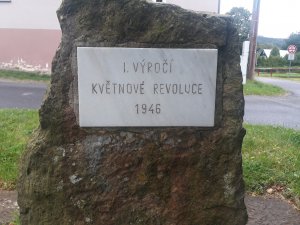 I. VÝROČÍ
KVĚTNOVÉ REVOLUCE
1946